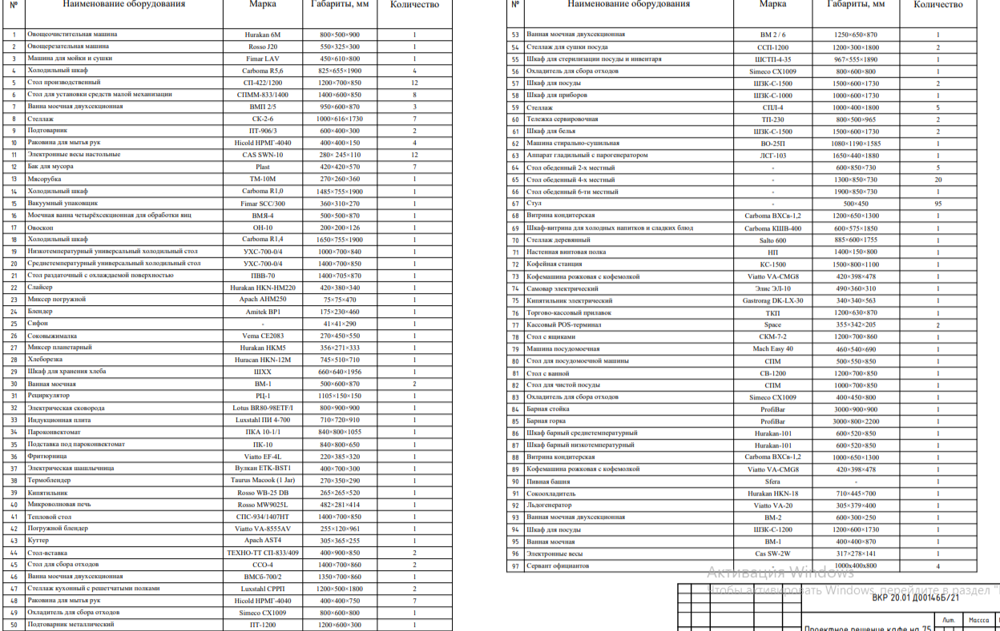 № Наименование оборудования Марка Габариты, мм Количество
1 Овощеочистительная машина Hurakan 6M 800×500×900 1
2 Овощерезательная машина Rosso J20 550×325×300 1
3 Машина для мойки и сушки Fimar LAV 450×610×800 1
4 Холодильный шкаф Carboma R5,6 825×655×1900 4
5 Стол производственный СП-422/1200 1200×700×850 12
6 Стол для установки средств малой механизации СПММ-833/1400 1400×600×850 8
7 Ванна моечная двухсекционная ВМП 2/5 950×600×870 3
8 Стеллаж СК-2-6 1000×616×1730 7
9 Подтоварник ПТ-906/3 600×400×300 2
10 Раковина для мытья рук Hicold НРМГ-4040 400×400×150 4
11 Электронные весы настольные CAS SWN-10 280× 245×110 12
12 Бак для мусора Plast 420×420×570 7
13 Мясорубка ТМ-10М 270×260×360 1
14 Холодильный шкаф Carboma R1,0 1485×755×1900 1
15 Вакуумный упаковщик Fimar SCC/300 360×310×270 1
16 Моечная ванна четырёхсекционная для обработки яиц ВМЯ-4 500×500×870 1
17 Овоскоп ОН-10 200×200×126 1
18 Холодильный шкаф Carboma R1,4 1650×755×1900 1
19 Низкотемпературный универсальный холодильный стол УХС-700-0/4 1000×700×840 1
20 Среднетемпературный универсальный холодильный стол УХС-700-0/4 1400×700×850 1
21 Стол раздаточный с охлаждаемой поверхностью ПВВ-70 1400×705×870 1
22 Слайсер Hurakan HKN-HM220 420×380×340 1
23 Миксер погружной Apach AHM250 75×75×470 1
24 Блендер Amitek BP1 175×230×460 1
25 Сифон - 41×41×290 1
26 Соковыжималка Vema CE2083 270×450×550 1
27 Миксер планетарный Hurakan HKM5 356×271×333 1
28 Хлеборезка Huracan HKN-12M 745×510×710 1
29 Шкаф для хранения хлеба ШХХ 660×640×1956 1
30 Ванная моечная ВМ-1 500×600×870 2
31 Рециркулятор РЦ-1 1105×150×150 1
32 Электрическая сковорода Lotus BR80-98ETF/I 800×900×900 1
33 Индукционная плита Luxstahl ПИ 4-700 710×720×910 1
34 Пароконвектомат ПКА 10-1/1 840×800×1055 1
35 Подставка под пароконвектомат ПК-10 840×800×650 1
36 Фритюрница Viatto EF-4L 220×385×320 1
37 Электрическая шашлычница Вулкан ETK-BST1 400×700×300 1
38 Термоблендер Taurus Macook (1 Jar) 270×350×290 1
39 Кипятильник Rosso WB-25 DB 265×265×520 1
40 Микроволновая печь Rosso MW9025L 482×281×414 1
41 Тепловой стол СПС-934/1407НТ 1400×700×850 1
42 Погружной блендер Viatto VA-8555AV 255×120×961 1
43 Куттер Apach AST4 305×365×255 1
44 Стол-вставка ТЕХНО-ТТ СП-833/409 400×900×850 2
45 Стол для сбора отходов ССО-4 1400×700×860 2
46 Ванна моечная двухсекционная ВМСб-700/2 1350×700×860 1
47 Стеллаж кухонный с решетчатыми полками Luxstahl СРРП 1200×500×1800 2
48 Раковина для мытья рук Hicold НРМГ-4040 400×400×750 7
49 Охладитель для сбора отходов Simeco CX1009 800×600×800 1
50 Подтоварник металлический ПТ-1200 1200×600×300 1
№ Наименование оборудования Марка Габариты, мм Количество
53 Ванная моечная двухсекционная ВМ 2 / 6 1250×650×870 1
54 Стеллаж для сушки посуда ССП-1200 1200×300×1800 2
55 Шкаф для стерилизации посуды и инвентаря ШСТП-4-35 967×555×1890 1
56 Охладитель для сбора отходов Simeco CX1009 800×600×800 1
57 Шкаф для посуды ШЗК-С-1500 1500×600×1730 2
58 Шкаф для приборов ШЗК-С-1000 1000×600×1730 1
59 Стеллаж СПЛ-4 1000×400×1800 5
60 Тележка сервировочная ТП-230 800×500×965 2
61 Шкаф для белья ШЗК-С-1500 1500×600×1730 2
62 Машина стирально-сушильная ВО-25П 1080×1190×1585 1
63 Аппарат гладильный с парогенератором ЛСГ-103 1650×440×1880 1
64 Стол обеденный 2-х местный - 600×850×730 5
65 Стол обеденный 4-х местный - 1300×850×730 20
66 Стол обеденный 6-ти местный - 1900×850×730 1
67 Стул - 500×450 95
68 Витрина кондитерская Carboma ВХСв-1,2 1200×650×1300 1
69 Шкаф-витрина для холодных напитков и сладких блюд Carboma КШВ-400 600×575×1850 1
70 Стеллаж деревянный Salto 600 885×600×1755 1
71 Настенная винтовая полка НП 1400×150×800 1
72 Кофейная станция КС-1500 1500×800×1100 1
73 Кофемашина рожковая с кофемолкой Viatto VA-CMG8 420×398×478 1
74 Самовар электрический Элис ЭЛ-10 490×360×310 1
75 Кипятильник электрический Gastrorag DK-LX-30 340×340×563 1
76 Торгово-кассовый прилавок ТКП 1200×630×870 1
77 Кассовый POS-терминал Space 355×342×205 2
78 Стол с ящиками СКМ-7-2 1200×700×860 1
79 Машина посудомоечная Mach Easy 40 460×540×690 1
80 Стол для посудомоечной машины СПМ 500×550×850 1
81 Стол с ванной СВ-1200 1200×700×850 1
82 Стол для чистой посуды СПМ 1000×700×850 1
83 Охладитель для сбора отходов Simeco CX1009 400×450×800 1
84 Барная стойка ProfiBar 3000×900×900 1
85 Барная горка ProfiBar 3000×800×2200 1
86 Шкаф барный среднетемпературный Hurakan-101 600×520×850 1
87 Шкаф барный низкотемпературный Hurakan-101 600×520×850 1
88 Витрина кондитерская Carboma ВХСв-1,2 1000×650×1300 1
89 Кофемашина рожковая с кофемолкой Viatto VA-CMG8 420×398×478 1
90 Пивная башня Sfera - 1
91 Сокоохладитель Hurakan HKN-18 710×445×700 1
92 Льдогенератор Viatto VA-20 305×379×400 1
93 Ванная моечная двухсекционная ВМ-2 600×300×250 1
94 Шкаф для посуды ШЗК-С-1200 1200×600×1730 1
95 Ванная моечная ВМ-1 400×400×870 1
96 Электронные весы Cas SW-2W 317×278×141 1
97 Сервант официантов - 1000х400х800 4
Активация Windows
Чтобы активировать Windows, перейдите в раздел "
ВКР 20.01 Д00146Б/21
Лит. Массса
Проектное решение кафе на 75